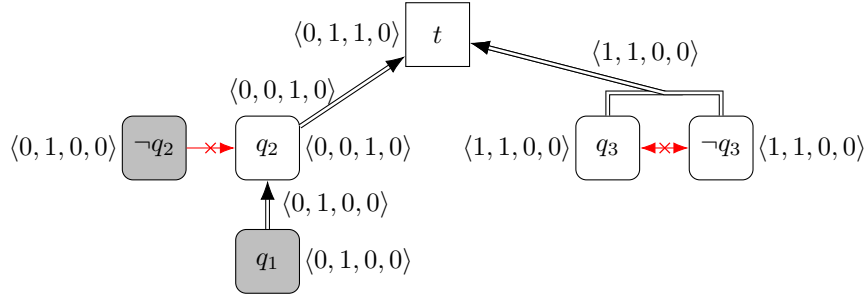 ⟨0, 1, 1, 0⟩ t
⟨1, 1, 0, 0⟩
⟨0, 0, 1, 0⟩
⟨0, 1, 0, 0⟩ ¬q₂ q₂ ⟨0, 0, 1, 0⟩ ⟨1, 1, 0, 0⟩ q₃ ¬q₃ ⟨1, 1, 0, 0⟩
⟨0, 1, 0, 0⟩
q₁ ⟨0, 1, 0, 0⟩